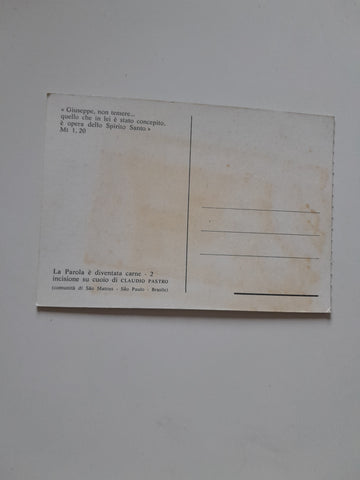 « Giuseppe, non temere...
quello che in lei è stato concepito,
è opera dello Spirito Santo »
Mt 1, 20
La Parola è diventata carne - 2
incisione su cuoio di CLAUDIO PASTRO
(comunità di São Mateus - São Paulo - Brasile)